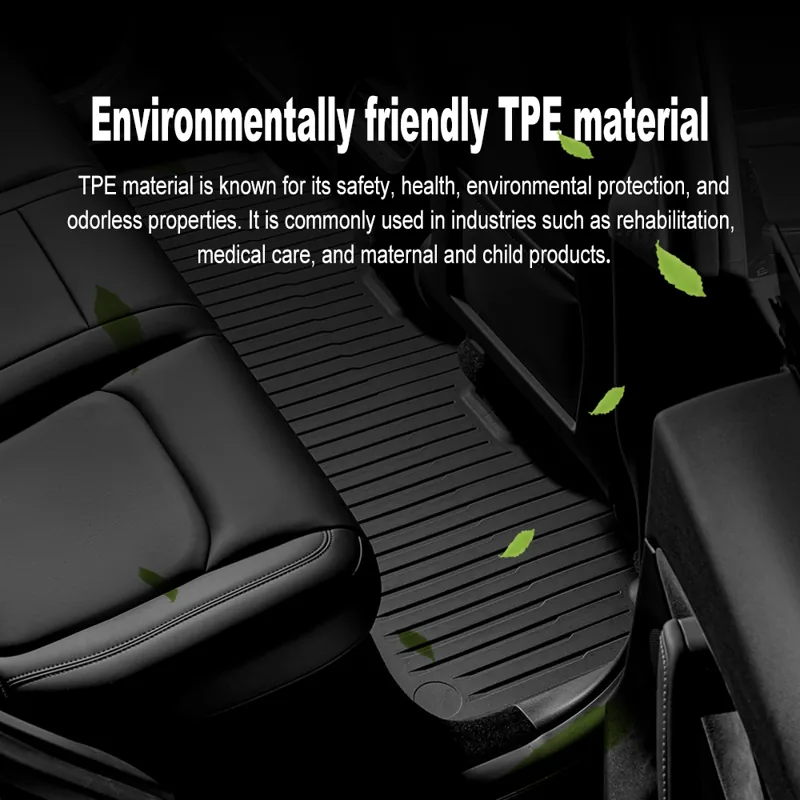 Environmentally friendly TPE material
TPE material is known for its safety, health, environmental protection, and
odorless properties. It is commonly used in industries such as rehabilitation,
medical care, and maternal and child products.